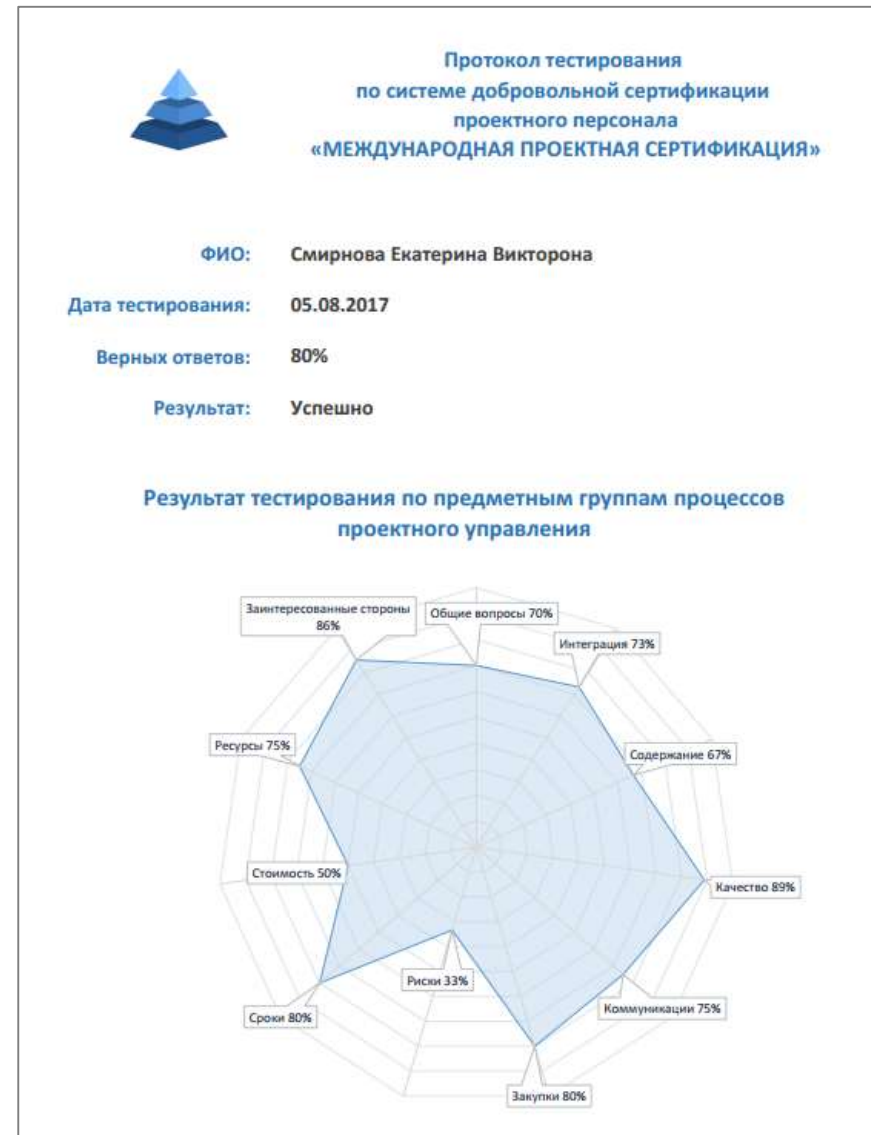 Протокол тестирования
по системе добровольной сертификации
проектного персонала
«МЕЖДУНАРОДНАЯ ПРОЕКТНАЯ СЕРТИФИКАЦИЯ»
ФИО: Смирнова Екатерина Викторона
Дата тестирования: 05.08.2017
Верных ответов: 80%
Результат: Успешно
Результат тестирования по предметным группам процессов
проектного управления
Заинтересованные стороны
86%
Общие вопросы 70%
Интеграция 73%
Ресурсы 75%
Содержание 67%
Стоимость 50%
Качество 89%
Риски 33%
Коммуникации 75%
Сроки 80%
Закупки 80%